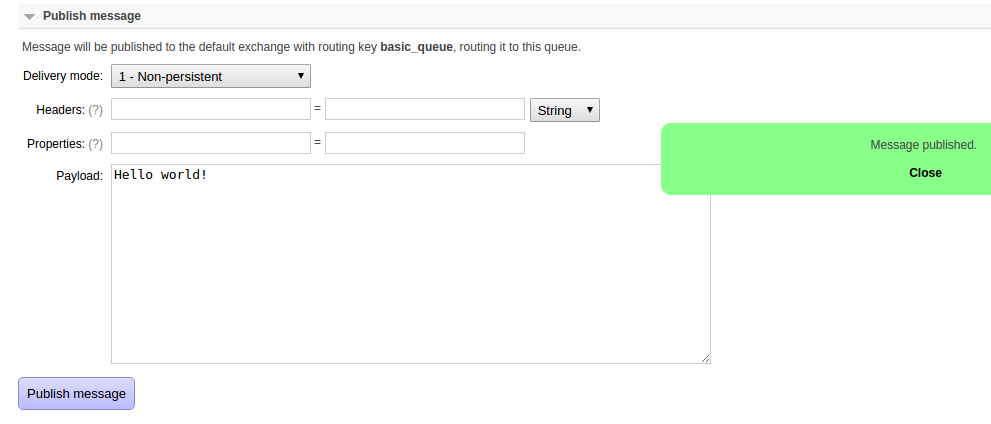 Publish message
Message will be published to the default exchange with routing key basic_queue, routing it to this queue.
Delivery mode: 1 - Non-persistent
Headers: (?) = String
Properties: (?) =
Message published.
Close
Payload: Hello world!
Publish message